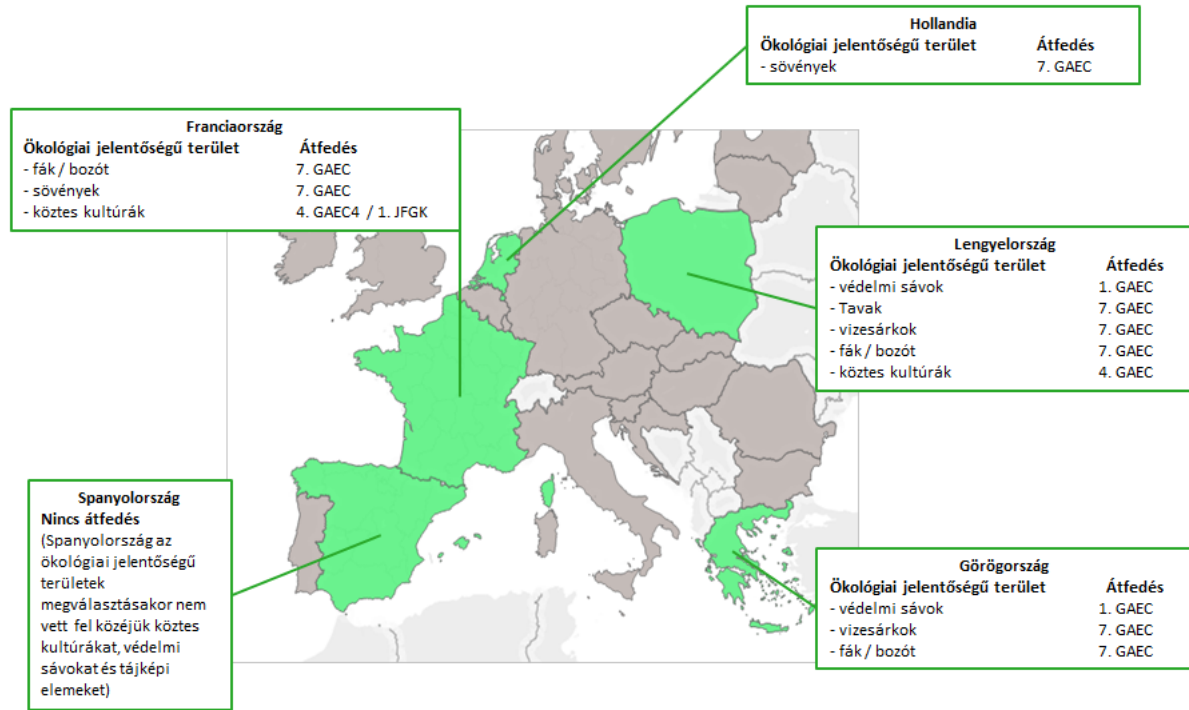 Hollandia
Ökológiai jelentőségű terület Átfedés
- sövények 7. GAEC
Franciaország
Ökológiai jelentőségű terület Átfedés
- fák / bozót 7. GAEC
- sövények 7. GAEC
- köztes kultúrák 4. GAEC4 / 1. JFGK
Lengyelország
Ökológiai jelentőségű terület Átfedés
- védelmi sávok 1. GAEC
- Tavak 7. GAEC
- vizesárkok 7. GAEC
- fák / bozót 7. GAEC
- köztes kultúrák 4. GAEC
Spanyolország
Nincs átfedés
(Spanyolország az
ökológiai jelentőségű
területek
megválasztásakor nem
vett fel közéjük köztes
kultúrákat, védelmi
sávokat és tájképi
elemeket)
Görögország
Ökológiai jelentőségű terület Átfedés
- védelmi sávok 1. GAEC
- vizesárkok 7. GAEC
- fák / bozót 7. GAEC